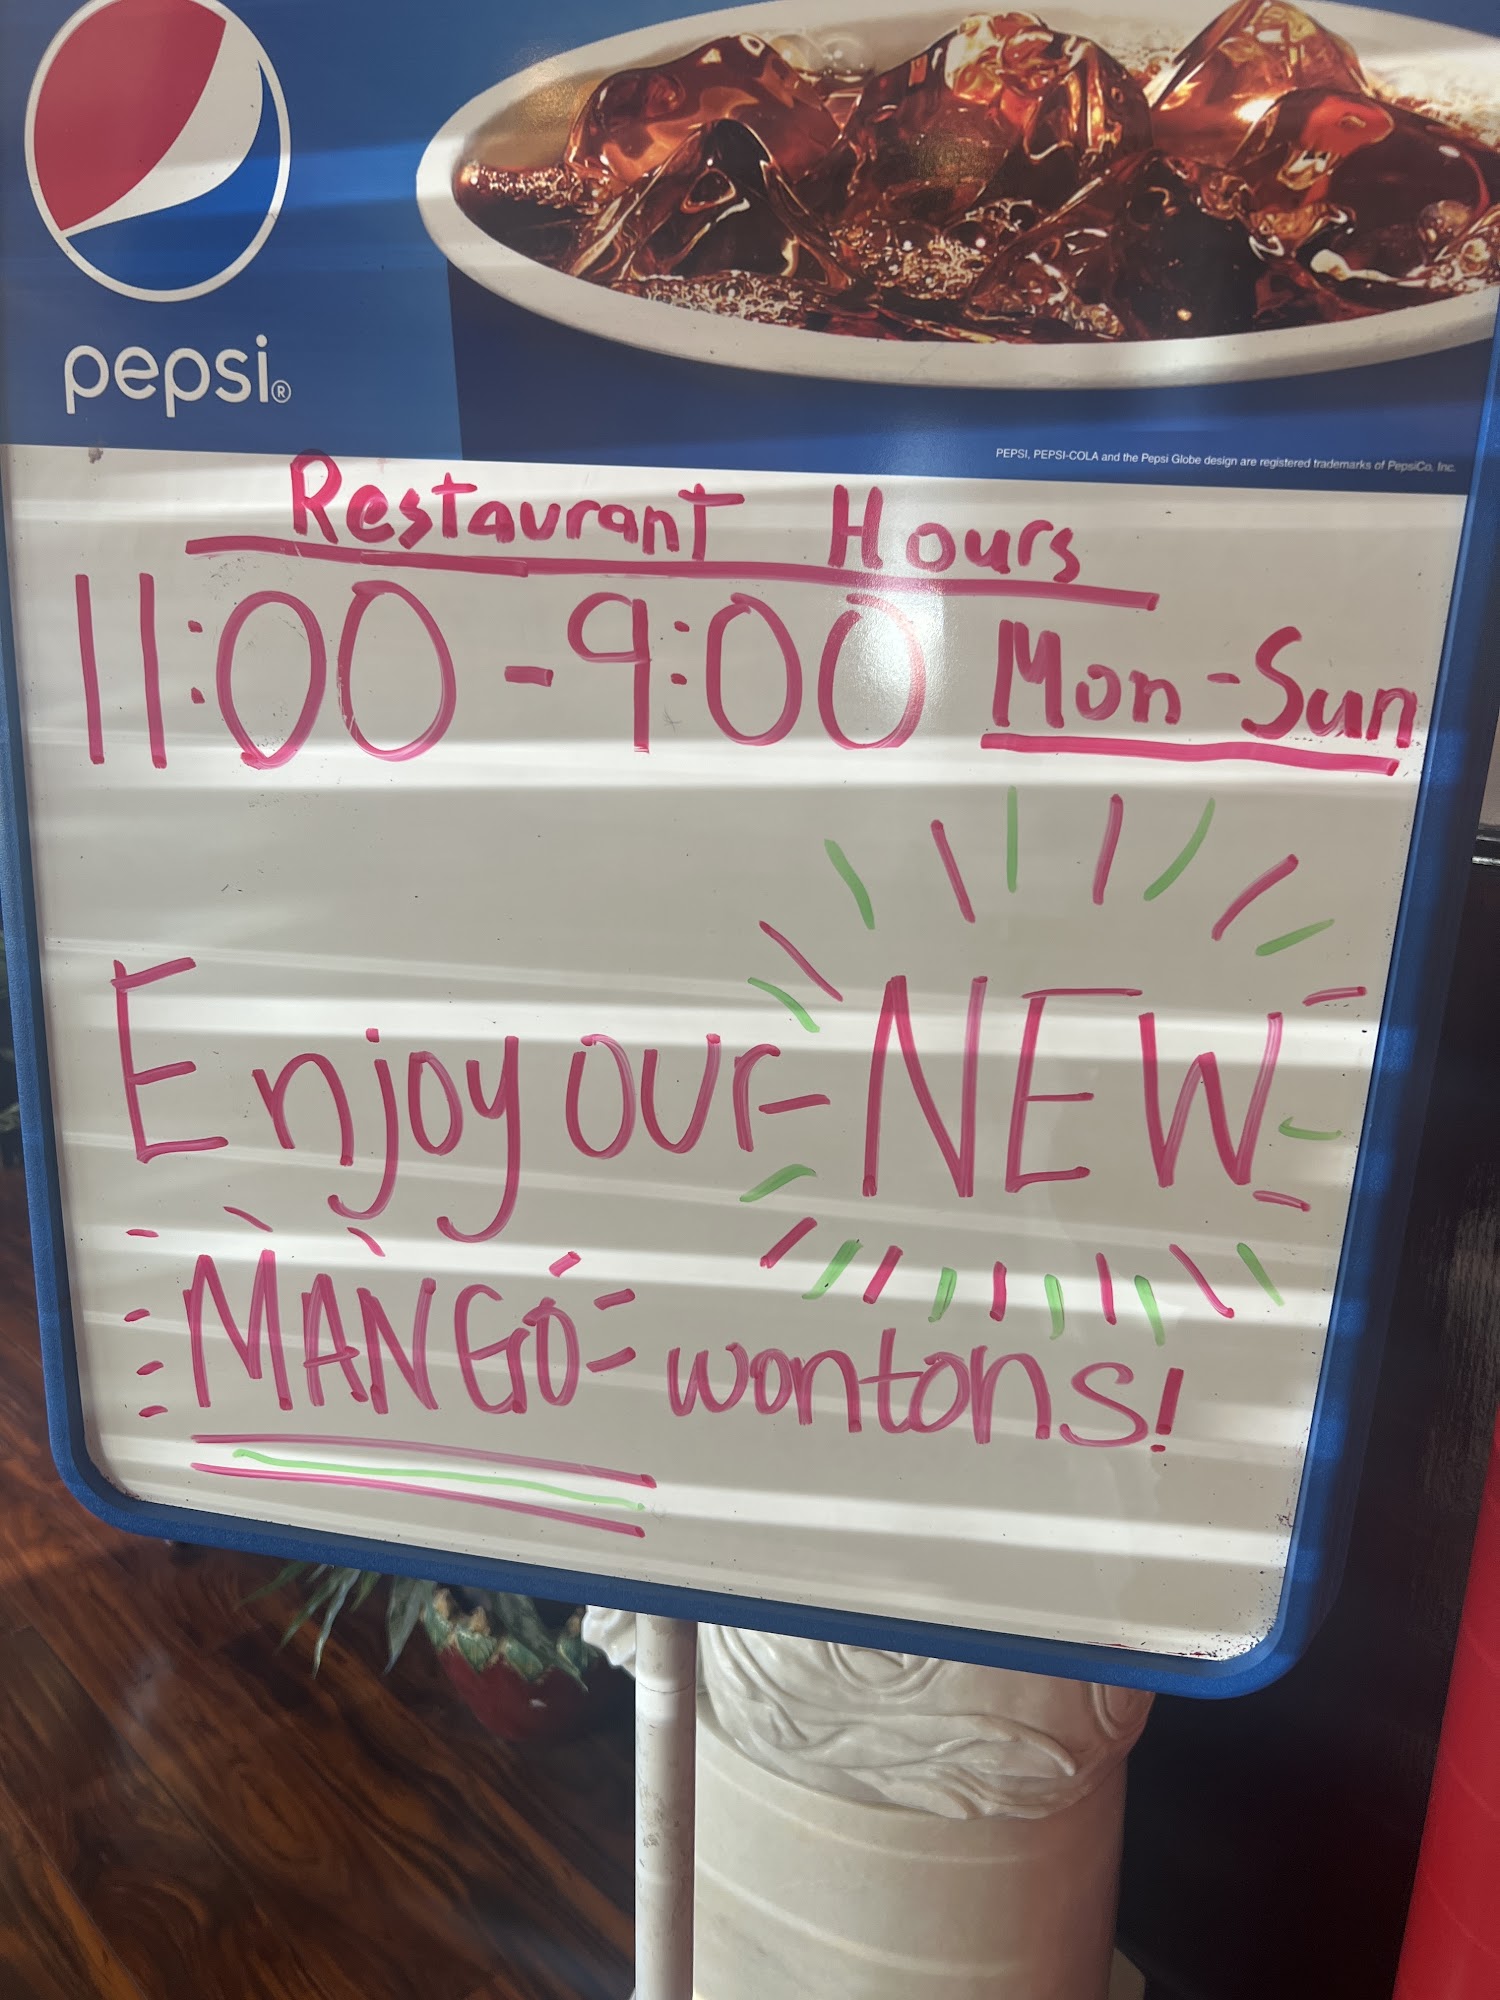 pepsi®
PEPSI, PEPSI-COLA and the Pepsi Globe design are registered trademarks of PepsiCo, Inc.
Restaurant Hours
11:00-9:00 Mon-Sun
Enjoy our NEW
MANGO wontons!